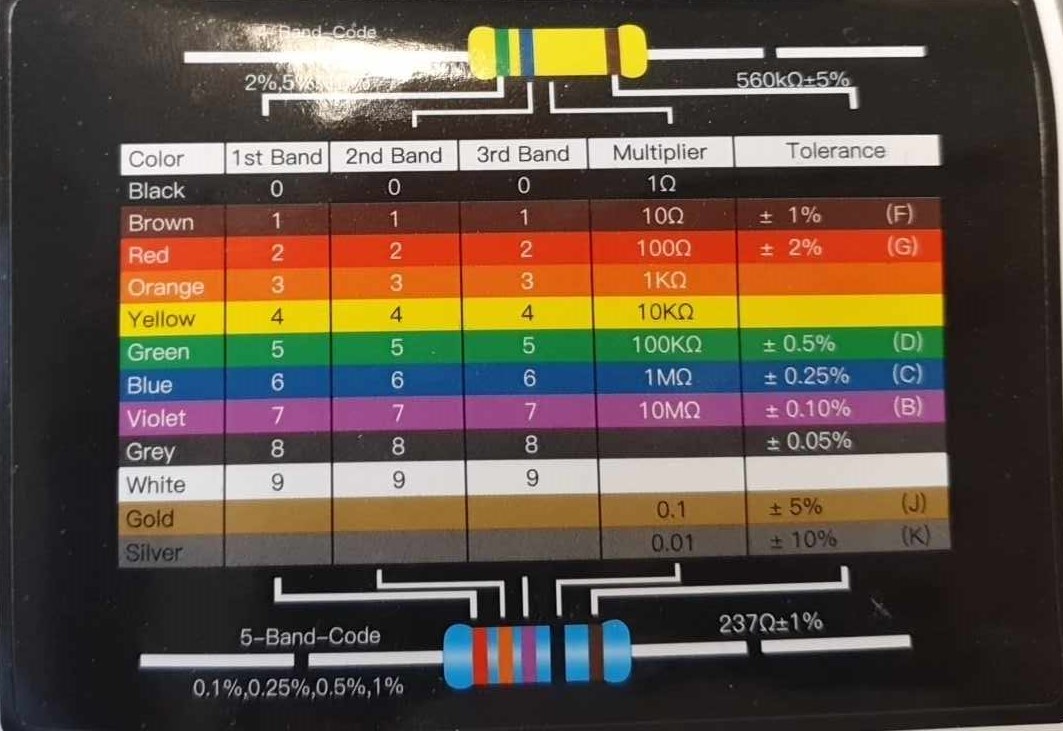 4-Band-Code
2%,5%
560kΩ±5%
Color 1st Band 2nd Band 3rd Band Multiplier Tolerance
Black 0 0 0 1Ω
Brown 1 1 1 10Ω ± 1% (F)
Red 2 2 2 100Ω ± 2% (G)
Orange 3 3 3 1KΩ
Yellow 4 4 4 10KΩ
Green 5 5 5 100KΩ ± 0.5% (D)
Blue 6 6 6 1MΩ ± 0.25% (C)
Violet 7 7 7 10MΩ ± 0.10% (B)
Grey 8 8 8 ± 0.05%
White 9 9 9
Gold 0.1 ± 5% (J)
Silver 0.01 ± 10% (K)
237Ω±1%
5-Band-Code
0.1%,0.25%,0.5%,1%